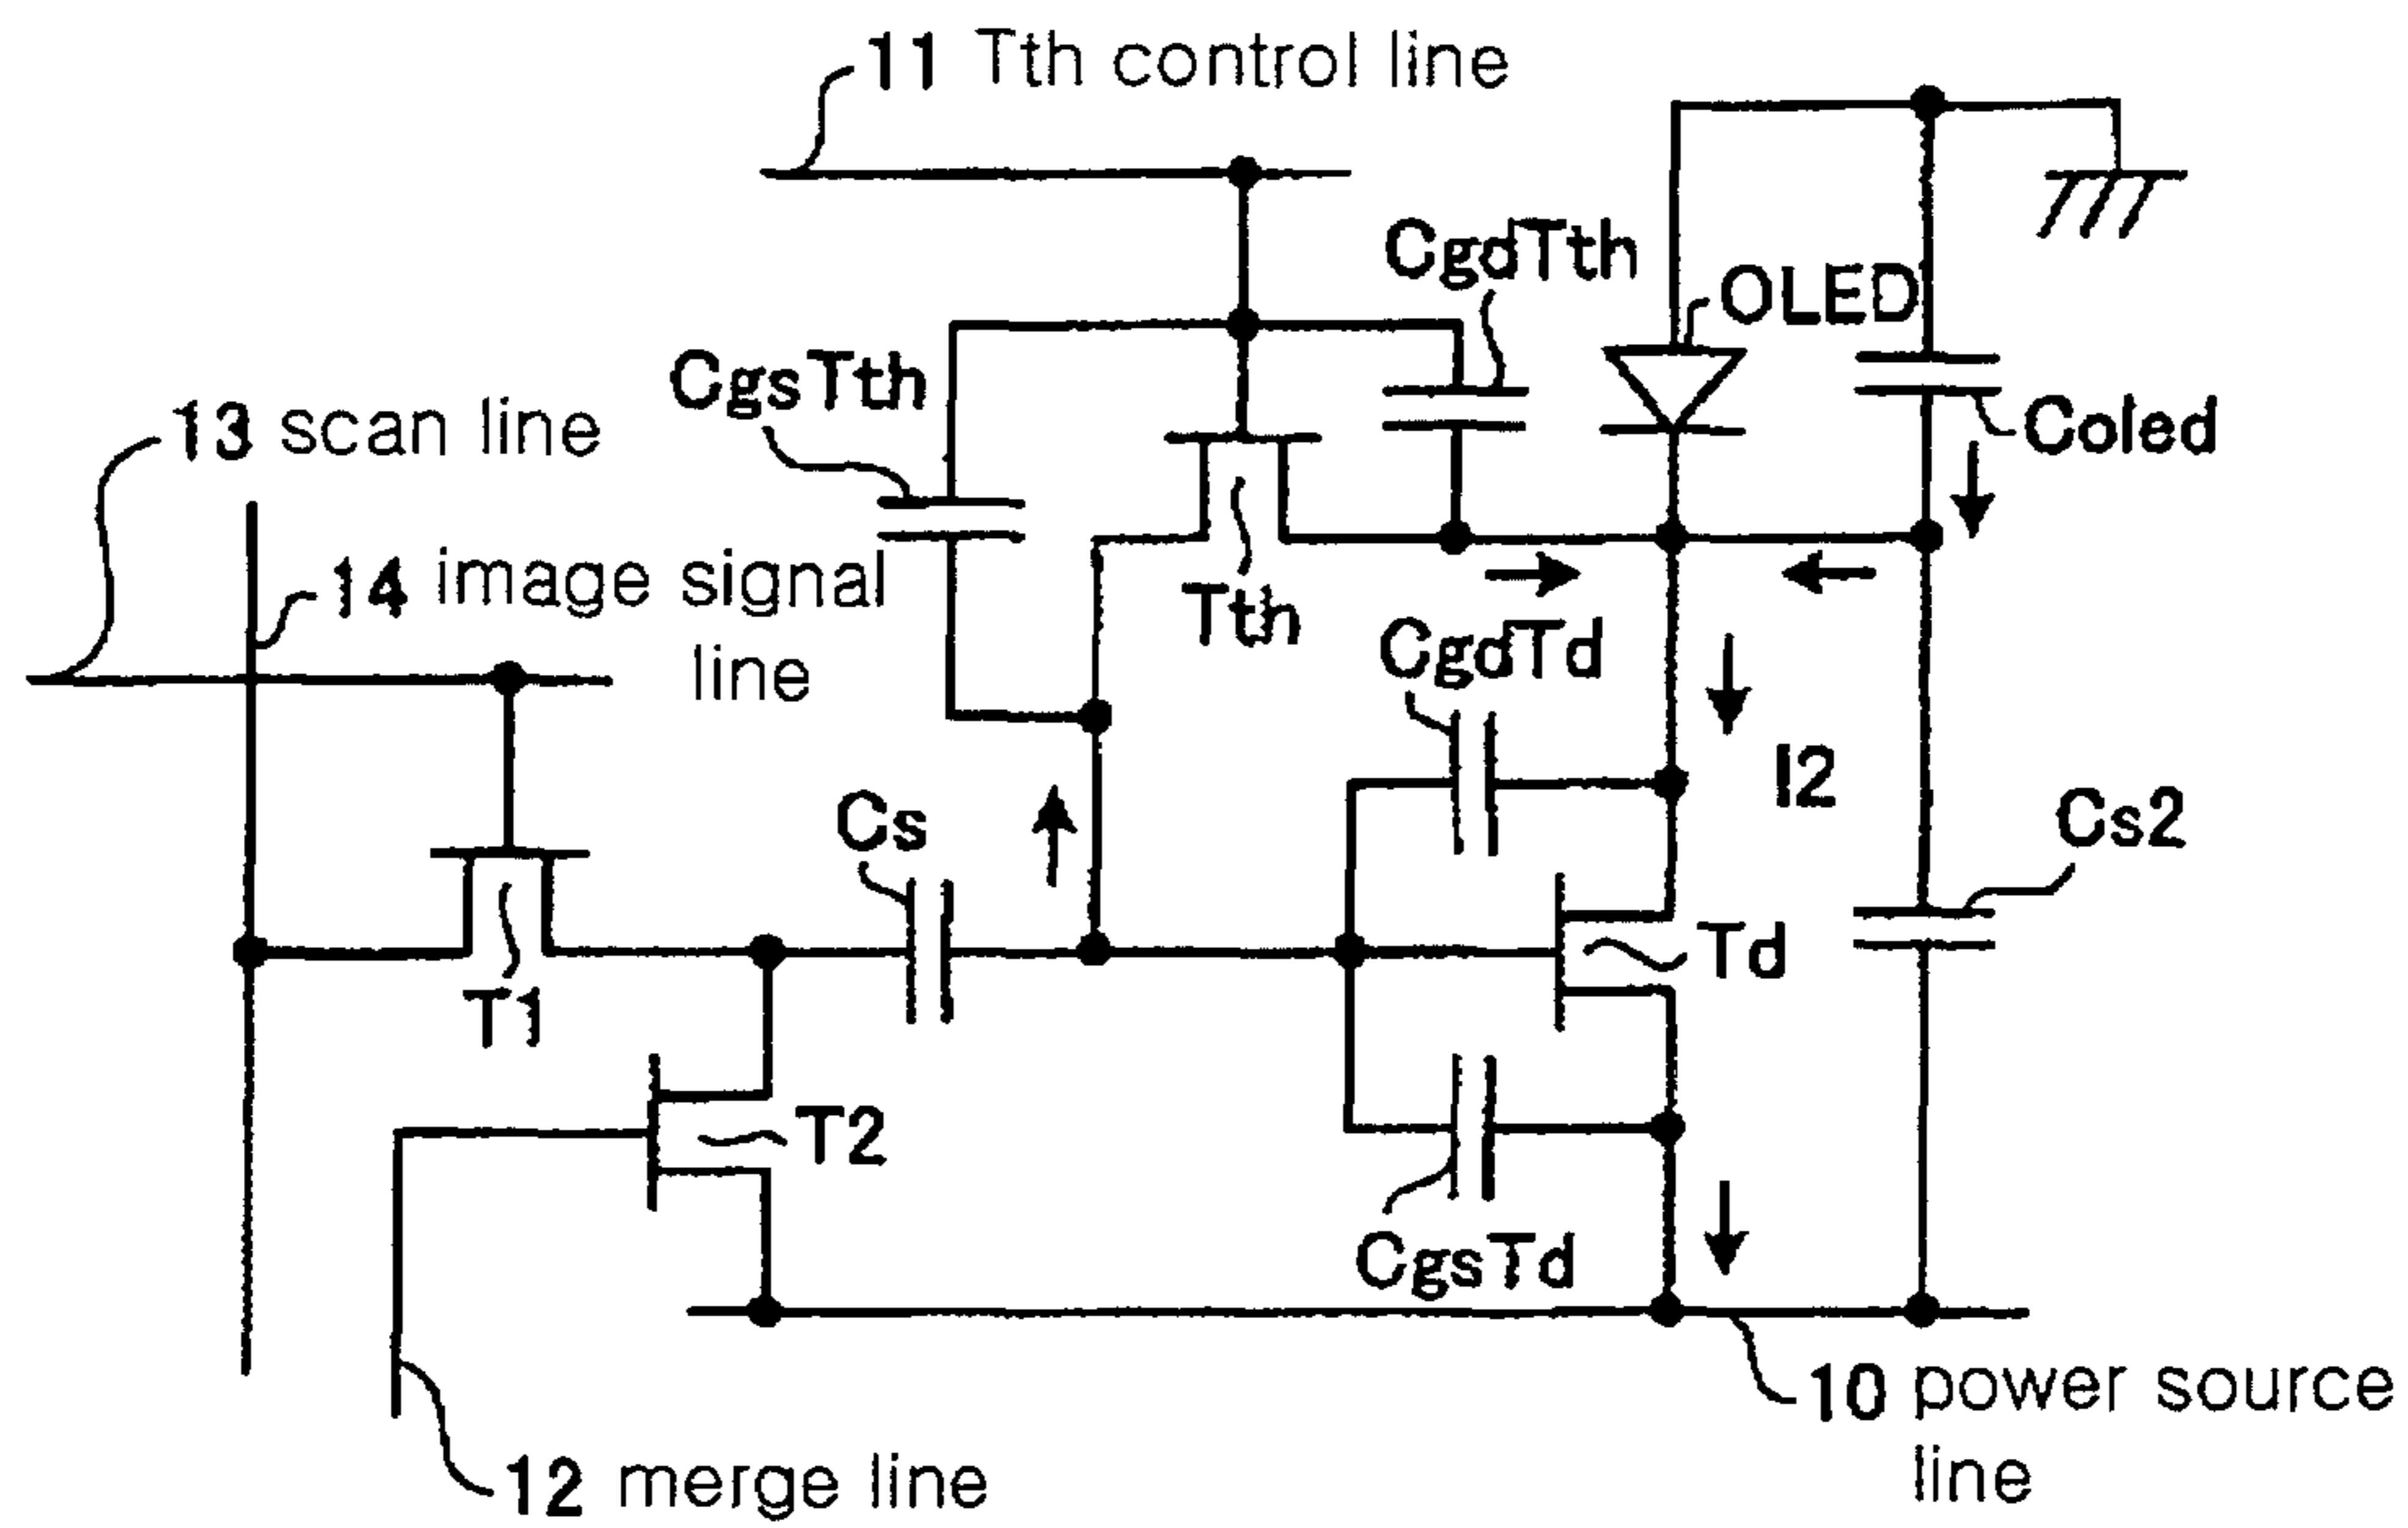 11 Tth control line
CgdTth
OLED
CgsTth
13 scan line
Coled
14 image signal
line
Tth
CgdTd
I2
Cs
Cs2
Td
T1
T2
CgsTd
10 power source
line
12 merge line